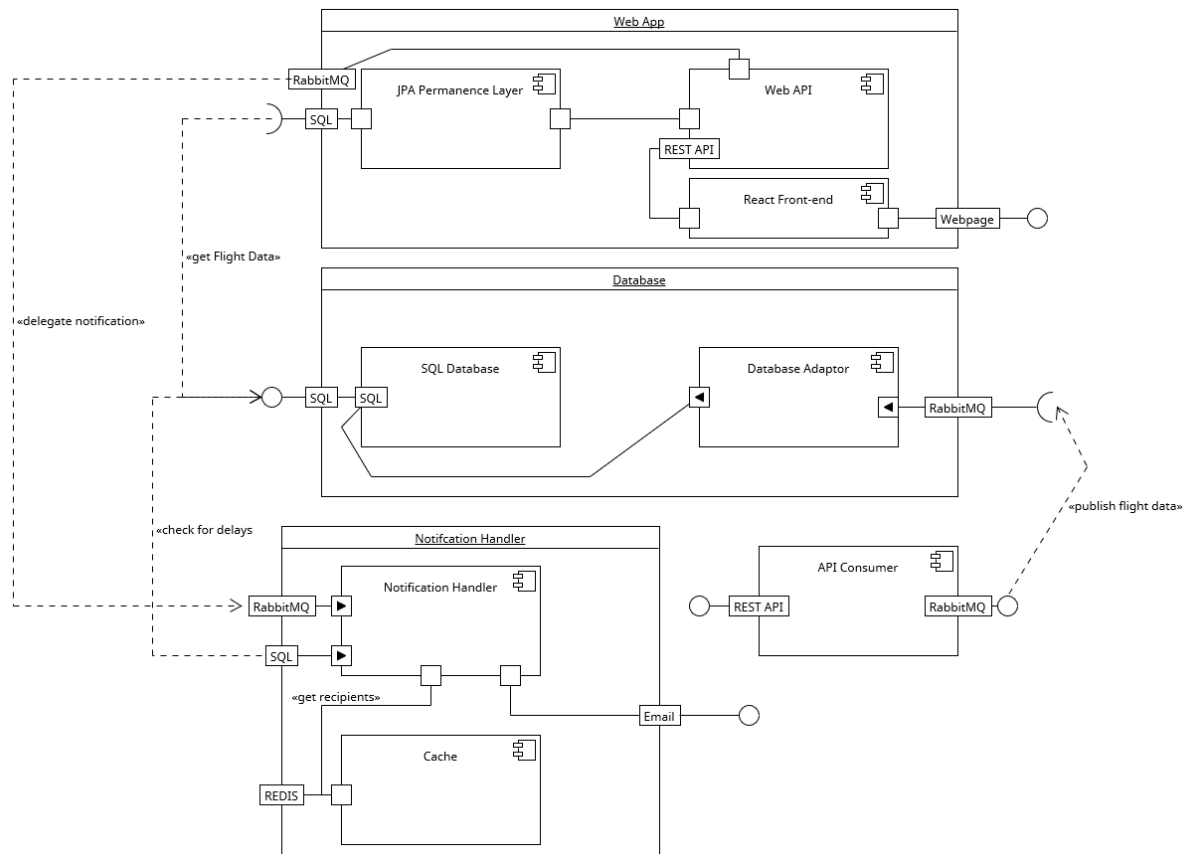 Web App
RabbitMQ
JPA Permanence Layer
Web API
SQL
REST API
React Front-end
Webpage
«get Flight Data»
Database
«delegate notification»
SQL Database
Database Adaptor
SQL
SQL
RabbitMQ
«publish flight data»
«check for delays
Notifcation Handler
API Consumer
Notification Handler
RabbitMQ
REST API
RabbitMQ
SQL
«get recipients»
Email
Cache
REDIS